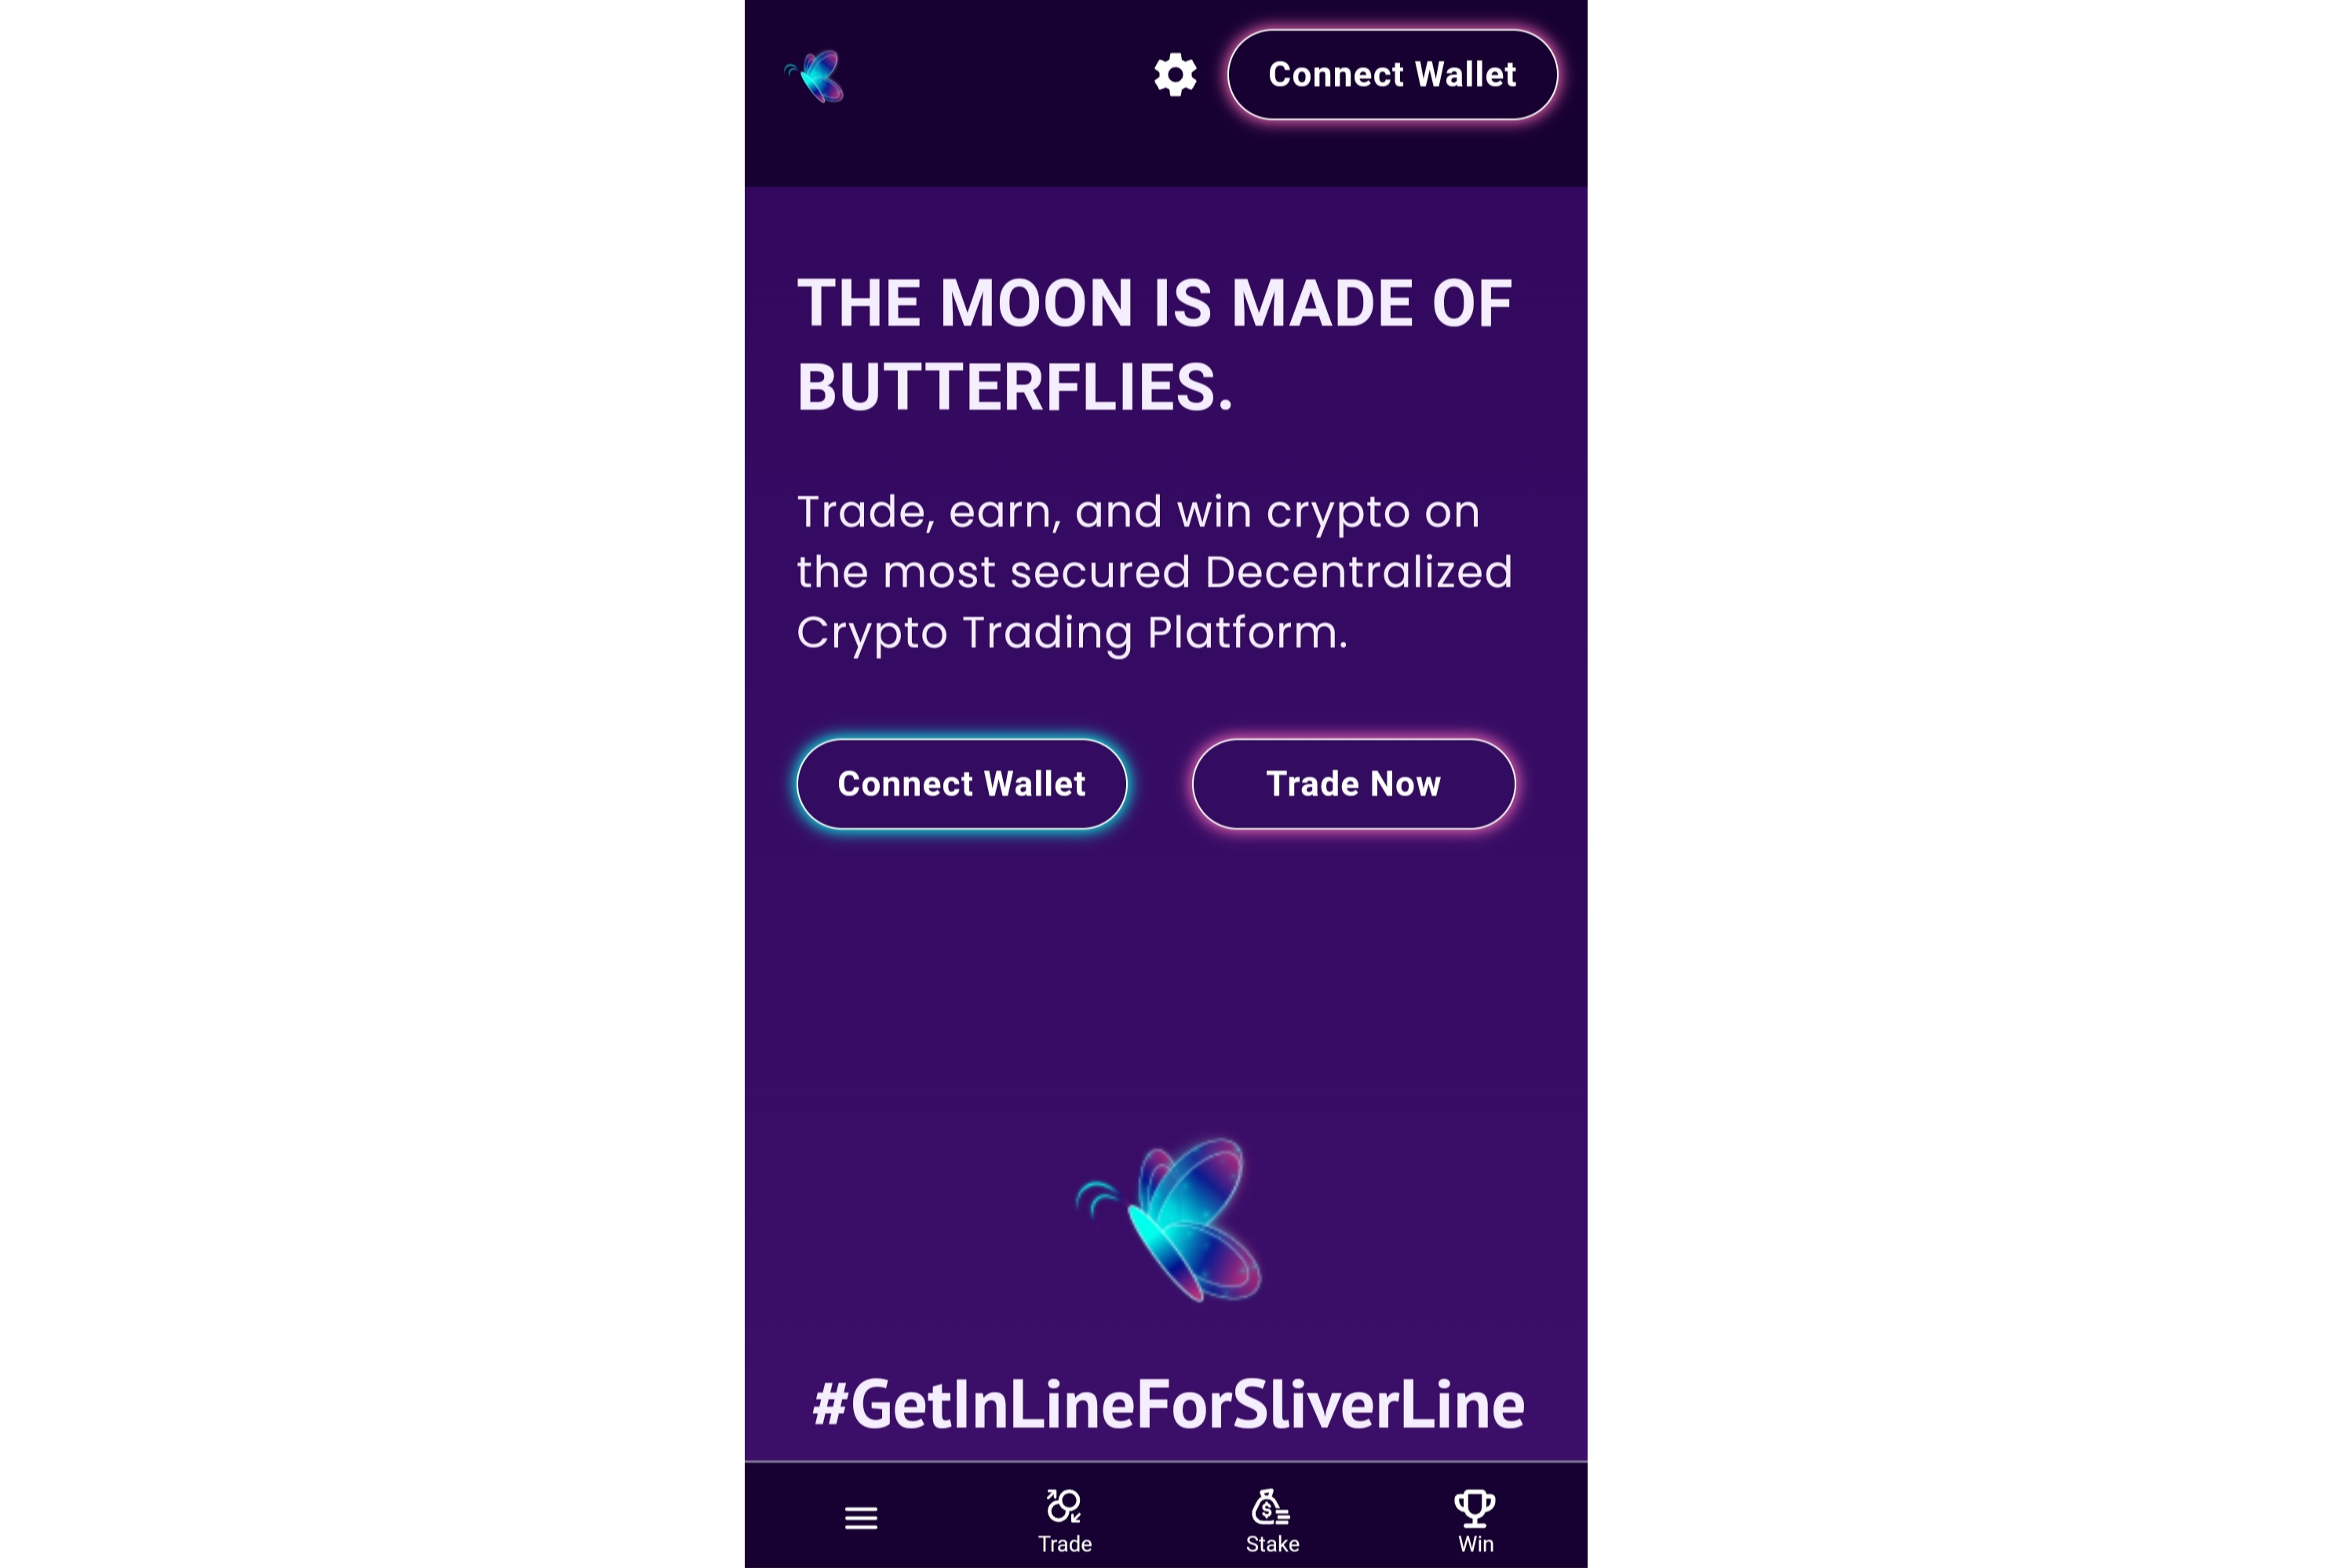 Connect Wallet
THE MOON IS MADE OF
BUTTERFLIES.
Trade, earn, and win crypto on
the most secured Decentralized
Crypto Trading Platform.
Connect Wallet
Trade Now
#GetInLineForSliverLine
Trade
Stake
Win